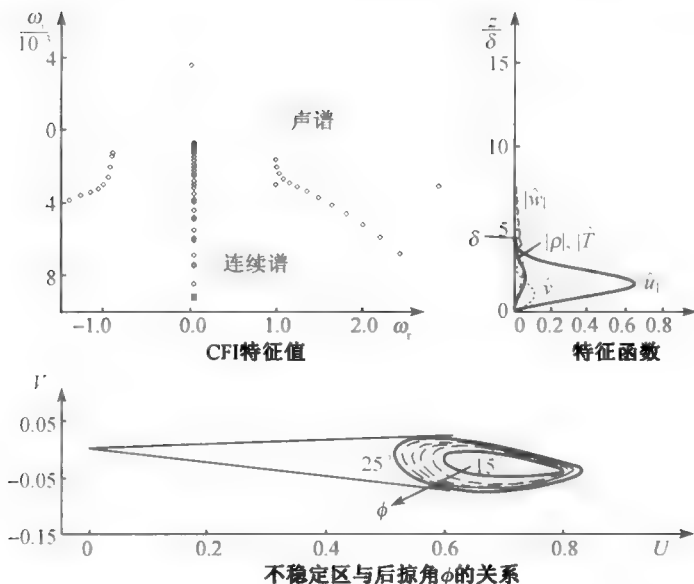 ω_i
10⁻³
4
0
4
8
声谱
连续谱
-1.0
0.0
1.0
2.0
ω_r
CFI特征值
z
δ
15
10
5
0
δ
|ŵ|
|ρ|、|T̂
v̂
û|
0
0.2
0.4
0.6
0.8
特征函数
V
0.05
-0.05
-0.15
25°
15
ϕ
0
0.2
0.4
0.6
0.8
U
不稳定区与后掠角ϕ的关系